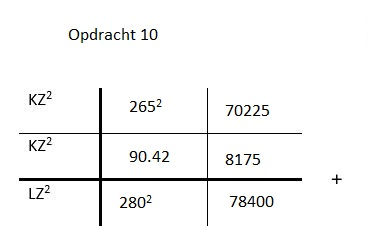 Opdracht 10
KZ² 265² 70225
KZ² 90.42 8175
+
LZ² 280² 78400